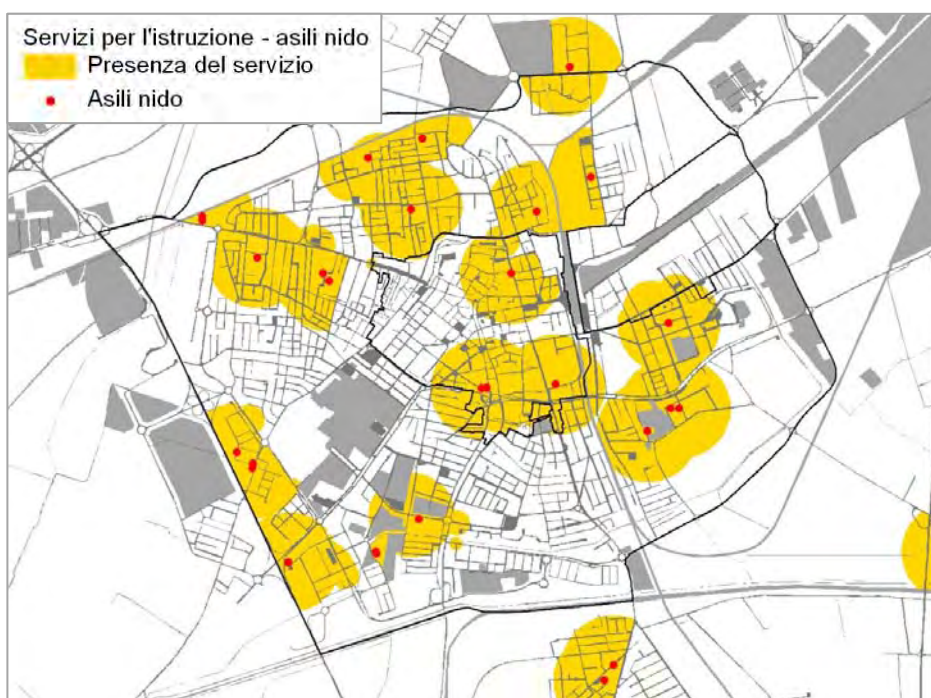 Servizi per l'istruzione - asili nido
Presenza del servizio
Asili nido